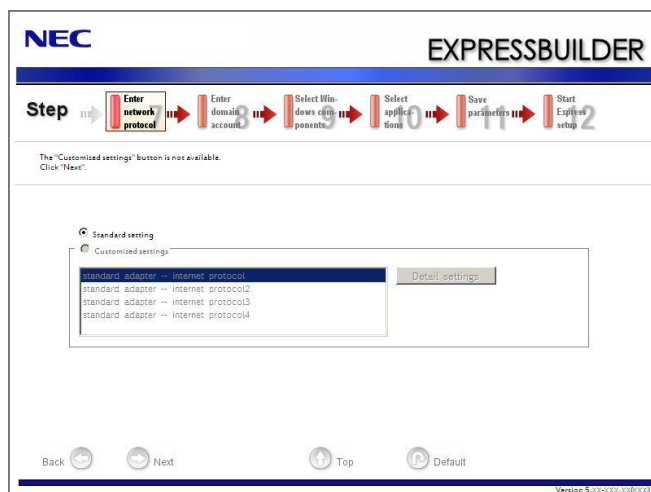 NEC
EXPRESSBUILDER
Step
7
Enter
network
protocol
8
Enter
domain
account
9
Select Win-
dows com-
ponents
10
Select
applica-
tions
11
Save
parameters
12
Start
Express
setup
The "Customized settings" button is not available.
Click "Next".
Standard setting
Customized settings
standard adapter -- internet protocol
standard adapter -- internet protocol2
standard adapter -- internet protocol3
standard adapter -- internet protocol4
Detail settings
Back
Next
Top
Default
Version 5.